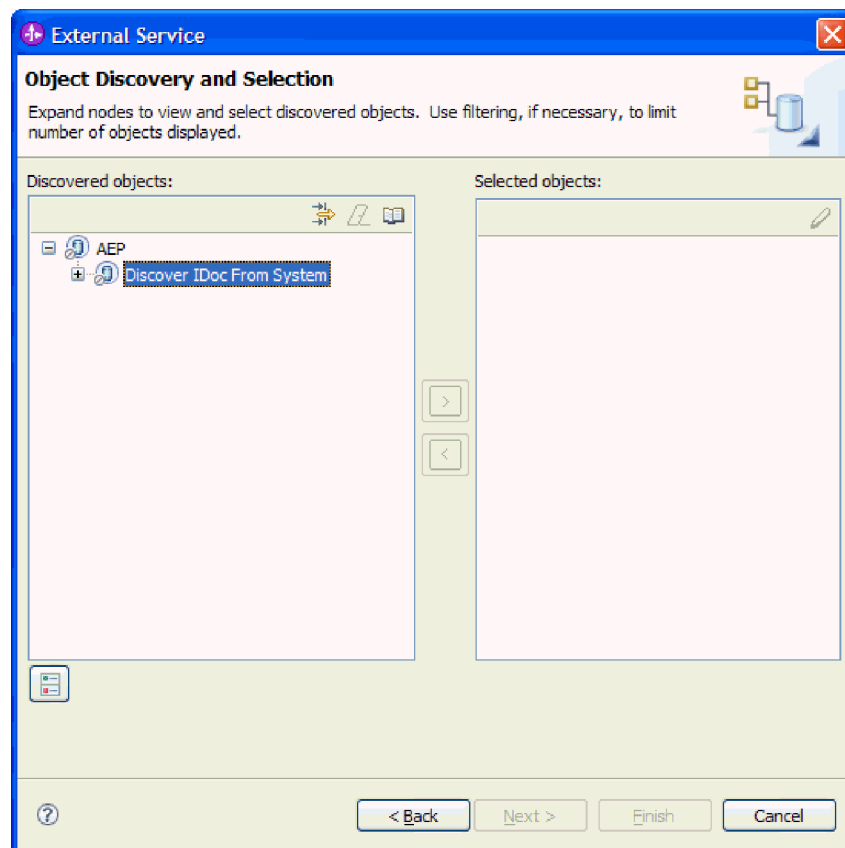 External Service
Object Discovery and Selection
Expand nodes to view and select discovered objects. Use filtering, if necessary, to limit
number of objects displayed.
Discovered objects:
Selected objects:
AEP
Discover IDoc From System
>
<
?
< Back
Next >
Finish
Cancel